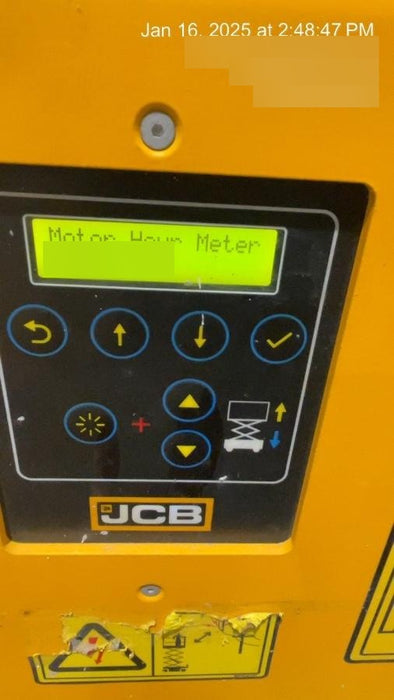 Jan 16, 2025 at 2:48:47 PM
Motor Hour Meter
JCB